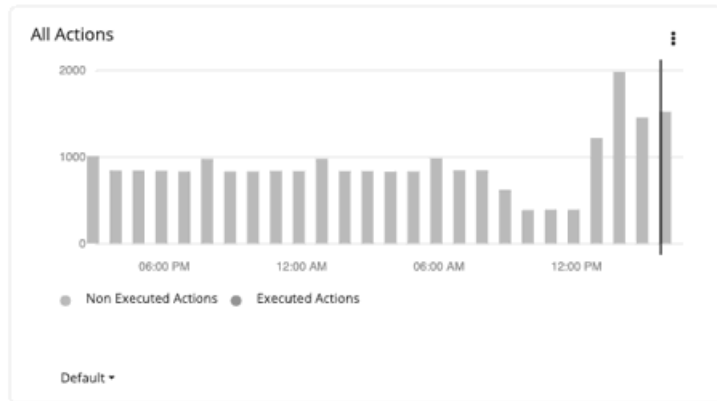 All Actions
2000
1000
0
06:00 PM 12:00 AM 06:00 AM 12:00 PM
Non Executed Actions Executed Actions
Default